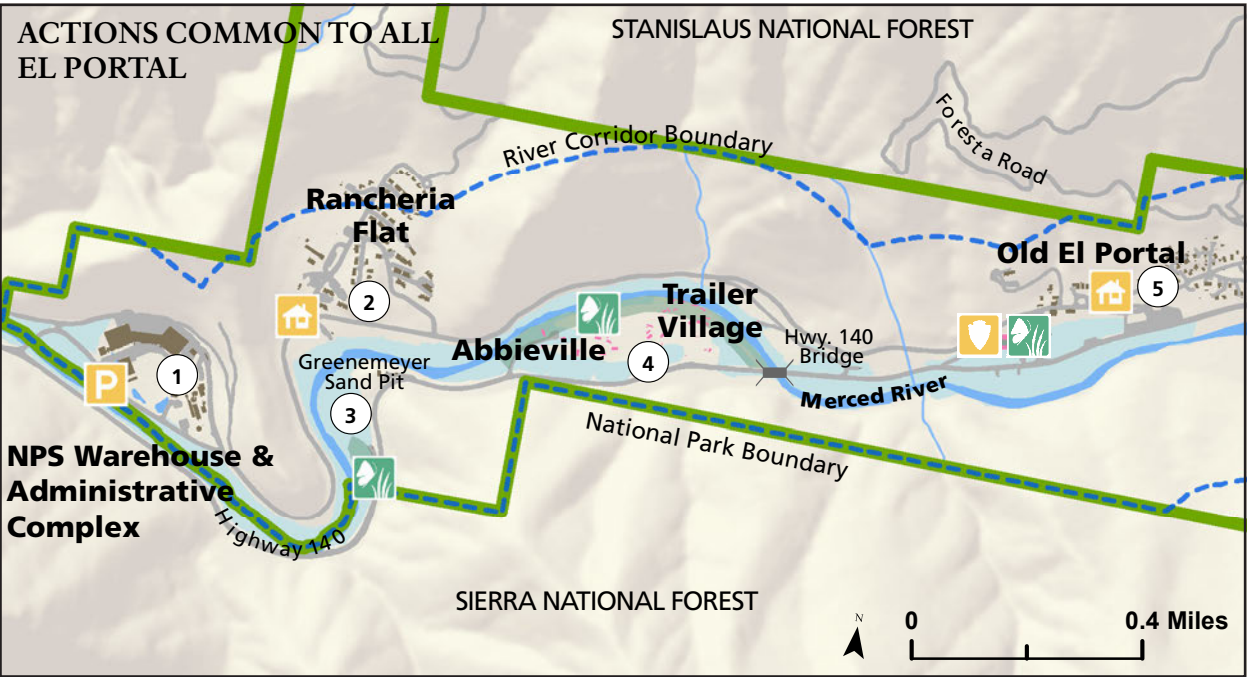 ACTIONS COMMON TO ALL
EL PORTAL
STANISLAUS NATIONAL FOREST
Foresta Road
River Corridor Boundary
Rancheria
Flat
Old El Portal
5
2
Trailer
Village
Hwy. 140
Bridge
Abbieville
4
Greenemeyer
Sand Pit
3
P
1
Merced River
National Park Boundary
NPS Warehouse &
Administrative
Complex
Highway 140
SIERRA NATIONAL FOREST
N
0
0.4 Miles